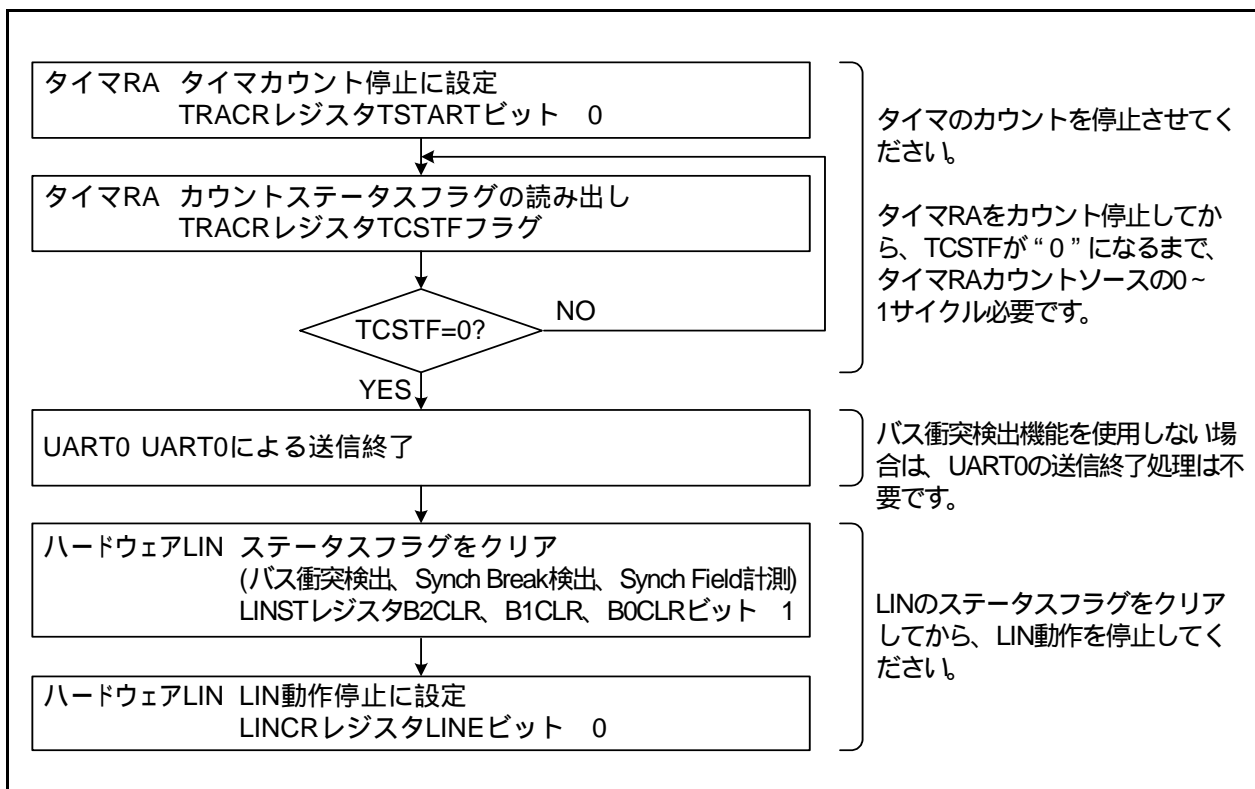 タイマRA タイマカウント停止に設定
TRACRレジスタTSTARTビット 0
タイマRA カウントステータスフラグの読み出し
TRACRレジスタTCSTFフラグ
TCSTF=0?
NO
YES
UART0 UART0による送信終了
ハードウェアLIN ステータスフラグをクリア
(バス衝突検出、Synch Break検出、Synch Field計測)
LINSTレジスタB2CLR、B1CLR、B0CLRビット 1
ハードウェアLIN LIN動作停止に設定
LINCRレジスタLINEビット 0
タイマのカウントを停止させてく
ださい。
タイマRAをカウント停止してか
ら、TCSTFが“0”になるまで、
タイマRAカウントソースの0~
1サイクル必要です。
バス衝突検出機能を使用しない場
合は、UART0の送信終了処理は不
要です。
LINのステータスフラグをクリア
してから、LIN動作を停止してく
ださい。